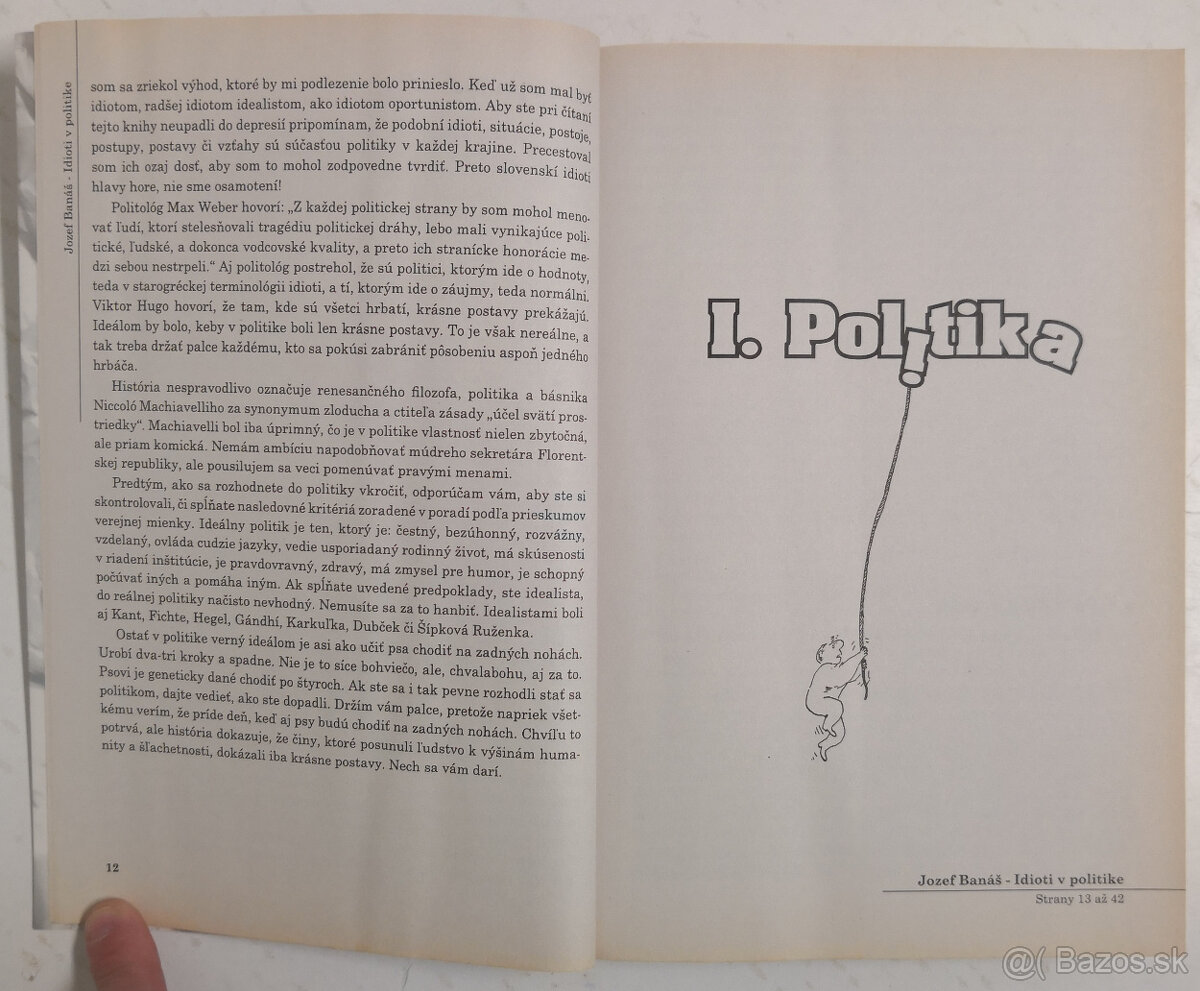 Jozef Banáš - Idioti v politike
som sa zriekol výhod, ktoré by mi podlezenie bolo prinieslo. Keď už som mal byť
idiotom, radšej idiotom idealistom, ako idiotom oportunistom. Aby ste pri čítaní
tejto knihy neupadli do depresií pripomínam, že podobní idioti, situácie, postoje,
postupy, postavy či vzťahy sú súčasťou politiky v každej krajine. Precestoval
som ich ozaj dosť, aby som to mohol zodpovedne tvrdiť. Preto slovenskí idioti
hlavy hore, nie sme osamotení!
Politológ Max Weber hovorí: „Z každej politickej strany by som mohol meno-
vať ľudí, ktorí stelesňovali tragédiu politickej dráhy, lebo mali vynikajúce poli-
tické, ľudské, a dokonca vodcovské kvality, a preto ich stranícke honorácie me-
dzi sebou nestrpeli.“ Aj politológ postrehol, že sú politici, ktorým ide o hodnoty,
teda v starogréckej terminológii idioti, a tí, ktorým ide o záujmy, teda normálni.
Viktor Hugo hovorí, že tam, kde sú všetci hrbatí, krásne postavy prekážajú.
Ideálom by bolo, keby v politike boli len krásne postavy. To je však nereálne, a
tak treba držať palce každému, kto sa pokúsi zabrániť pôsobeniu aspoň jedného
hrbáča.
História nespravodlivo označuje renesančného filozofa, politika a básnika
Niccoló Machiavelliho za synonymum zloducha a ctiteľa zásady „účel svätí pros-
triedky“. Machiavelli bol iba úprimný, čo je v politike vlastnosť nielen zbytočná,
ale priam komická. Nemám ambíciu napodobňovať múdreho sekretára Florent-
skej republiky, ale pousilujem sa veci pomenúvať pravými menami.
Predtým, ako sa rozhodnete do politiky vkročiť, odporúčam vám, aby ste si
skontrolovali, či spĺňate nasledovné kritériá zoradené v poradí podľa prieskumov
verejnej mienky. Ideálny politik je ten, ktorý je: čestný, bezúhonný, rozvážny,
vzdelaný, ovláda cudzie jazyky, vedie usporiadaný rodinný život, má skúsenosti
v riadení inštitúcie, je pravdovravný, zdravý, má zmysel pre humor, je schopný
počúvať iných a pomáha iným. Ak spĺňate uvedené predpoklady, ste idealista,
do reálnej politiky načisto nevhodný. Nemusíte sa za to hanbiť. Idealistami boli
aj Kant, Fichte, Hegel, Gándhí, Karkuľka, Dubček či Šípková Ruženka.
Ostať v politike verný ideálom je asi ako učiť psa chodiť na zadných nohách.
Urobí dva-tri kroky a spadne. Nie je to síce bohviečo, ale, chvalabohu, aj za to.
Psovi je geneticky dané chodiť po štyroch. Ak ste sa i tak pevne rozhodli stať sa
politikom, dajte vedieť, ako ste dopadli. Držím vám palce, pretože napriek všet-
kému verím, že príde deň, keď aj psy budú chodiť na zadných nohách. Chvíľu to
potrvá, ale história dokazuje, že činy, ktoré posunuli ľudstvo k výšinám huma-
nity a šľachetnosti, dokázali iba krásne postavy. Nech sa vám darí.
12
I. Politika
Jozef Banáš - Idioti v politike
Strany 13 až 42
@( Bazos.sk